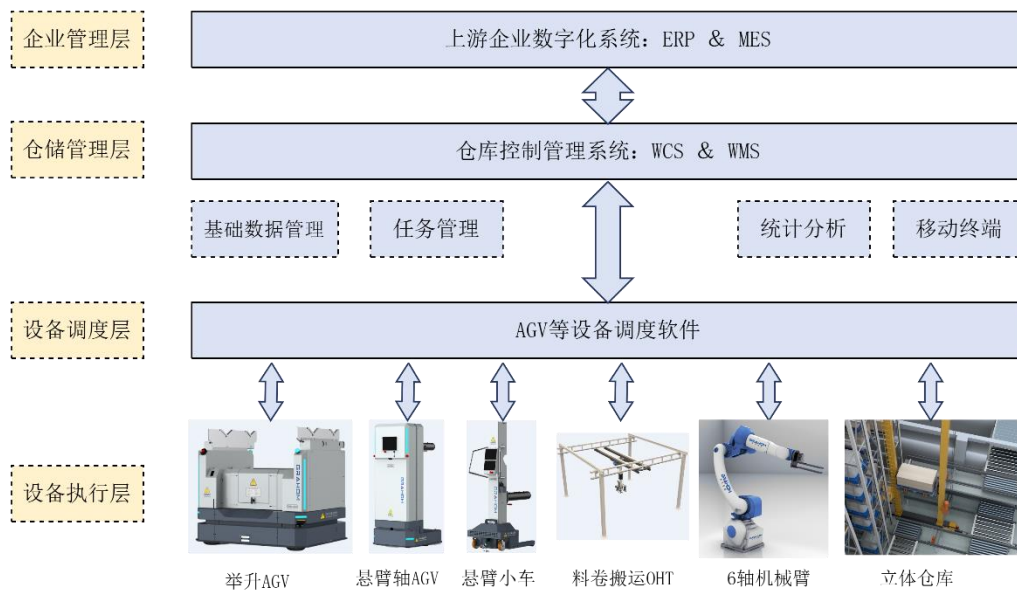 企业管理层
上游企业数字化系统：ERP & MES
仓储管理层
仓库控制管理系统：WCS & WMS
基础数据管理
任务管理
统计分析
移动终端
设备调度层
AGV等设备调度软件
设备执行层
举升AGV
悬臂轴AGV
悬臂小车
料卷搬运OHT
6轴机械臂
立体仓库